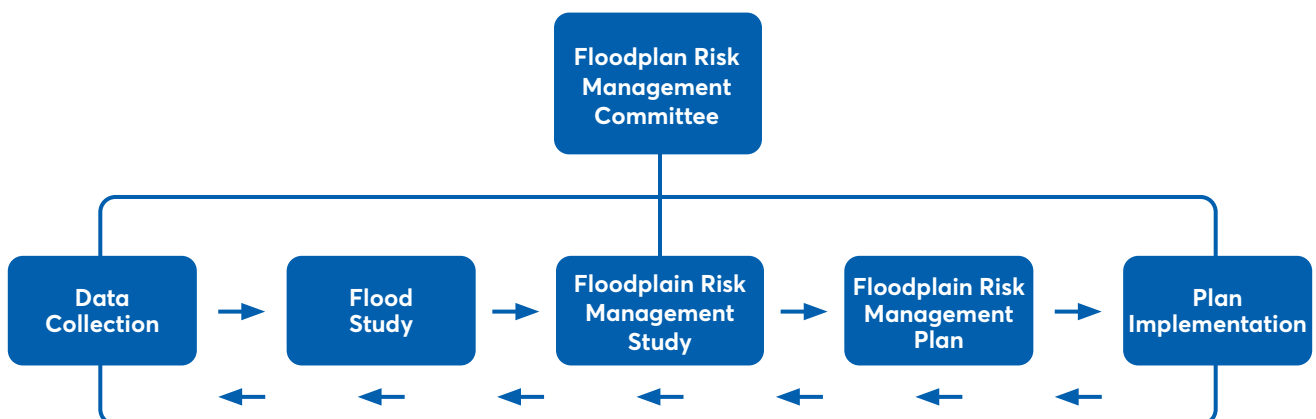 Floodplan Risk
Management
Committee
Data
Collection
Flood
Study
Floodplain Risk
Management
Study
Floodplain Risk
Management
Plan
Plan
Implementation